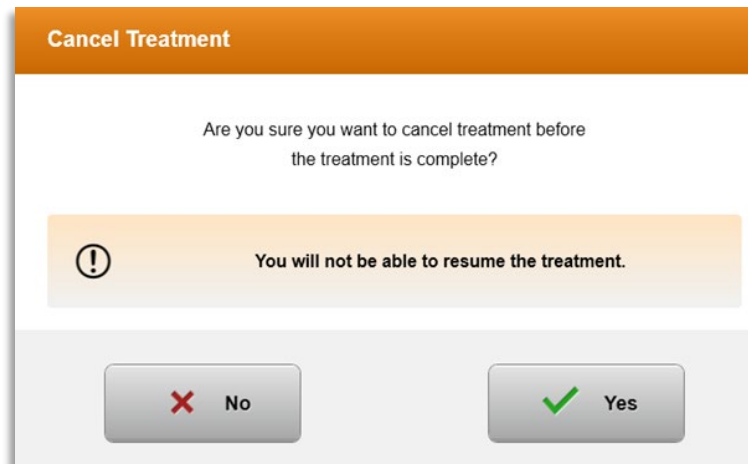 Cancel Treatment
Are you sure you want to cancel treatment before
the treatment is complete?
You will not be able to resume the treatment.
No
Yes